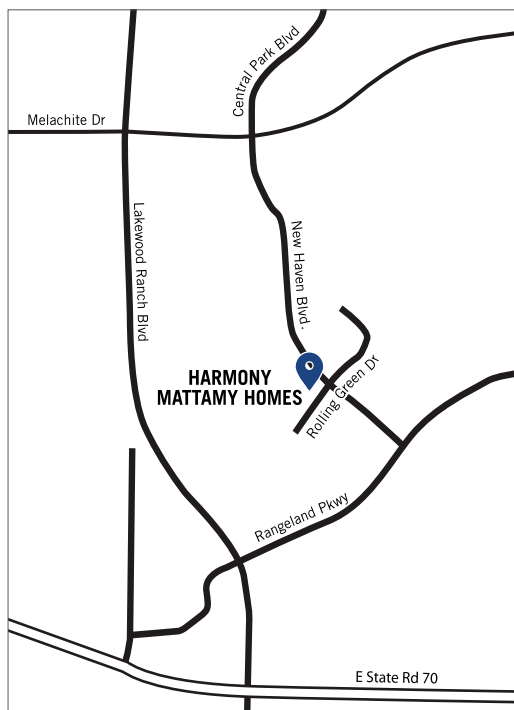 Central Park Blvd
Melachite Dr
Lakewood Ranch Blvd
New Haven Blvd.
HARMONY
MATTAMY HOMES
Rolling Green Dr
Rangeland Pkwy
E State Rd 70